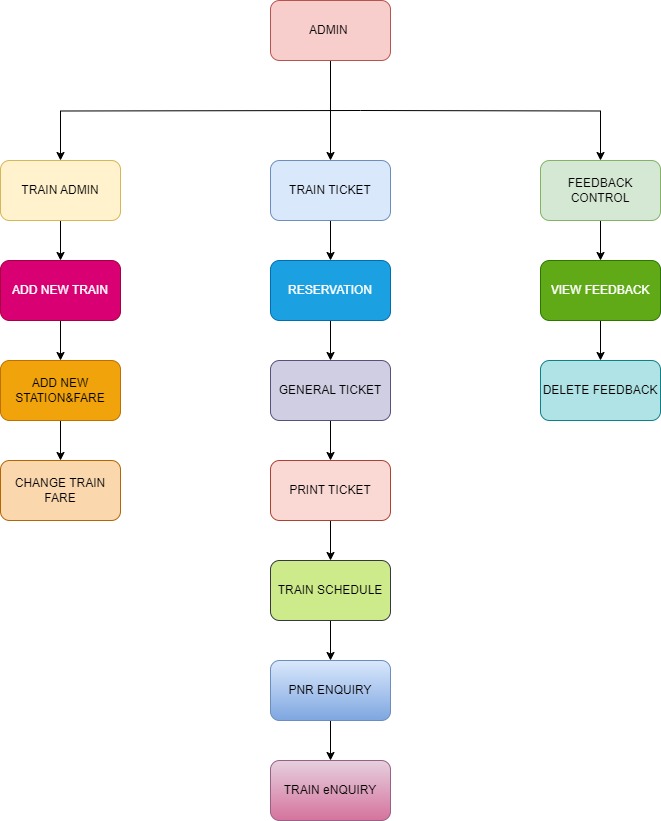 ADMIN
TRAIN ADMIN
TRAIN TICKET
FEEDBACK
CONTROL
ADD NEW TRAIN
RESERVATION
VIEW FEEDBACK
ADD NEW
STATION&FARE
GENERAL TICKET
DELETE FEEDBACK
CHANGE TRAIN
FARE
PRINT TICKET
TRAIN SCHEDULE
PNR ENQUIRY
TRAIN eNQUIRY